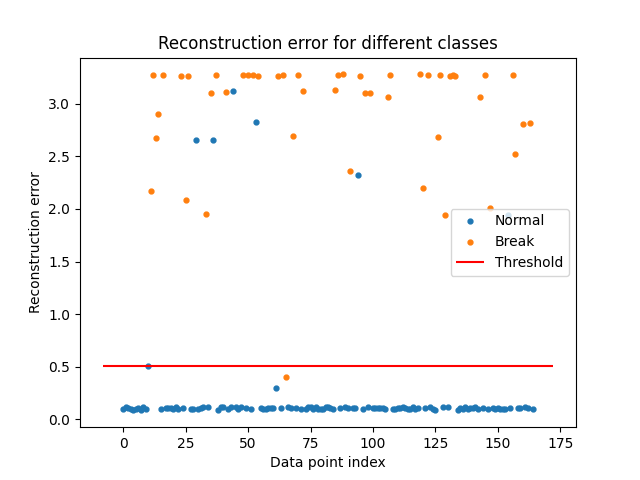 Reconstruction error for different classes
Reconstruction error
3.0
2.5
2.0
1.5
1.0
0.5
0.0
Normal
Break
Threshold
0
25
50
75
100
125
150
175
Data point index